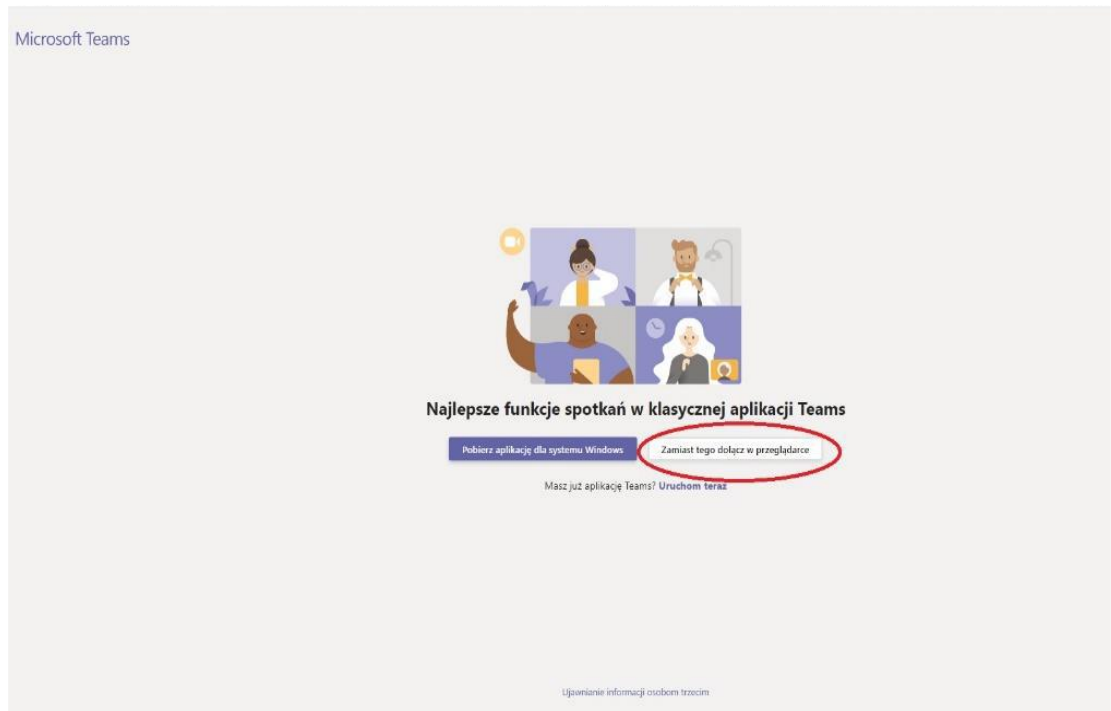 Microsoft Teams
Najlepsze funkcje spotkań w klasycznej aplikacji Teams
Pobierz aplikację dla systemu Windows
Zamiast tego dołącz w przeglądarce
Masz już aplikację Teams? Uruchom teraz
Ujawnianie informacji osobom trzecim